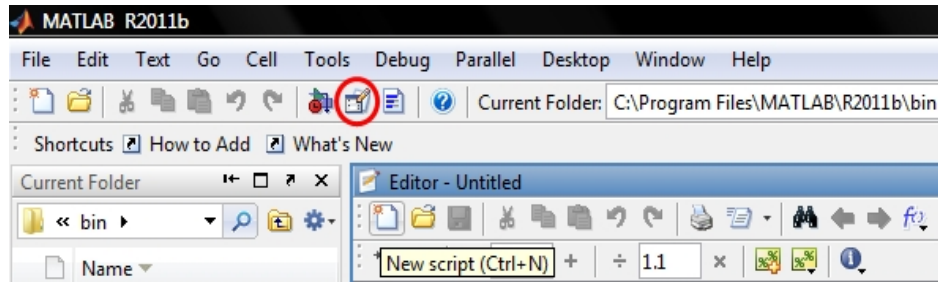 MATLAB R2011b
File Edit Text Go Cell Tools Debug Parallel Desktop Window Help
Current Folder: C:\Program Files\MATLAB\R2011b\bin
Shortcuts How to Add What's New
Current Folder
Editor - Untitled
« bin
fo
New script (Ctrl+N) + ÷ 1.1 ×
Name